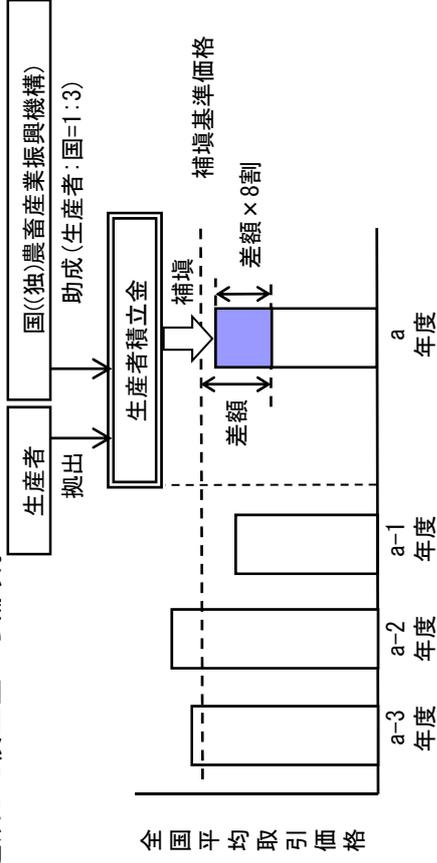 国((独)農畜産業振興機構)
生産者
拠出
助成(生産者:国=1:3)
生産者積立金
補填
補填基準価格
差額
差額×8割
全国平均取引価格
a-3
年度
a-2
年度
a-1
年度
a
年度